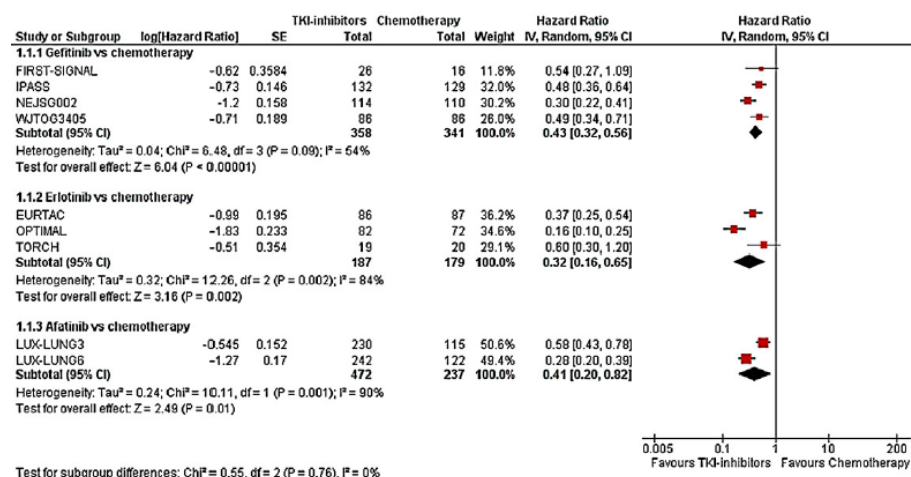 TKI-inhibitors Chemotherapy Hazard Ratio Hazard Ratio
Study or Subgroup log[Hazard Ratio] SE Total Total Weight IV, Random, 95% CI IV, Random, 95% CI
1.1.1 Gefitinib vs chemotherapy
FIRST-SIGNAL -0.62 0.3584 26 16 11.8% 0.54 [0.27, 1.09]
IPASS -0.73 0.146 132 129 32.0% 0.48 [0.36, 0.64]
NEJSG002 -1.2 0.158 114 110 30.2% 0.30 [0.22, 0.41]
WJTOG3405 -0.71 0.189 86 86 26.0% 0.49 [0.34, 0.71]
Subtotal (95% CI) 358 341 100.0% 0.43 [0.32, 0.56]
Heterogeneity: Tau² = 0.04; Chi² = 6.48, df = 3 (P = 0.09); I² = 54%
Test for overall effect: Z = 6.04 (P < 0.00001)
1.1.2 Erlotinib vs chemotherapy
EURTAC -0.99 0.195 86 87 36.2% 0.37 [0.25, 0.54]
OPTIMAL -1.83 0.233 82 72 34.6% 0.16 [0.10, 0.25]
TORCH -0.51 0.354 19 20 29.1% 0.60 [0.30, 1.20]
Subtotal (95% CI) 187 179 100.0% 0.32 [0.16, 0.65]
Heterogeneity: Tau² = 0.32; Chi² = 12.26, df = 2 (P = 0.002); I² = 84%
Test for overall effect: Z = 3.16 (P = 0.002)
1.1.3 Afatinib vs chemotherapy
LUX-LUNG3 -0.545 0.152 230 115 50.6% 0.58 [0.43, 0.78]
LUX-LUNG6 -1.27 0.17 242 122 49.4% 0.28 [0.20, 0.39]
Subtotal (95% CI) 472 237 100.0% 0.41 [0.20, 0.82]
Heterogeneity: Tau² = 0.24; Chi² = 10.11, df = 1 (P = 0.001); I² = 90%
Test for overall effect: Z = 2.49 (P = 0.01)
0.005 0.1 1 10 200
Favours TKI-inhibitors Favours Chemotherapy
Test for subgroup differences: Chi² = 0.55, df = 2 (P = 0.76), I² = 0%